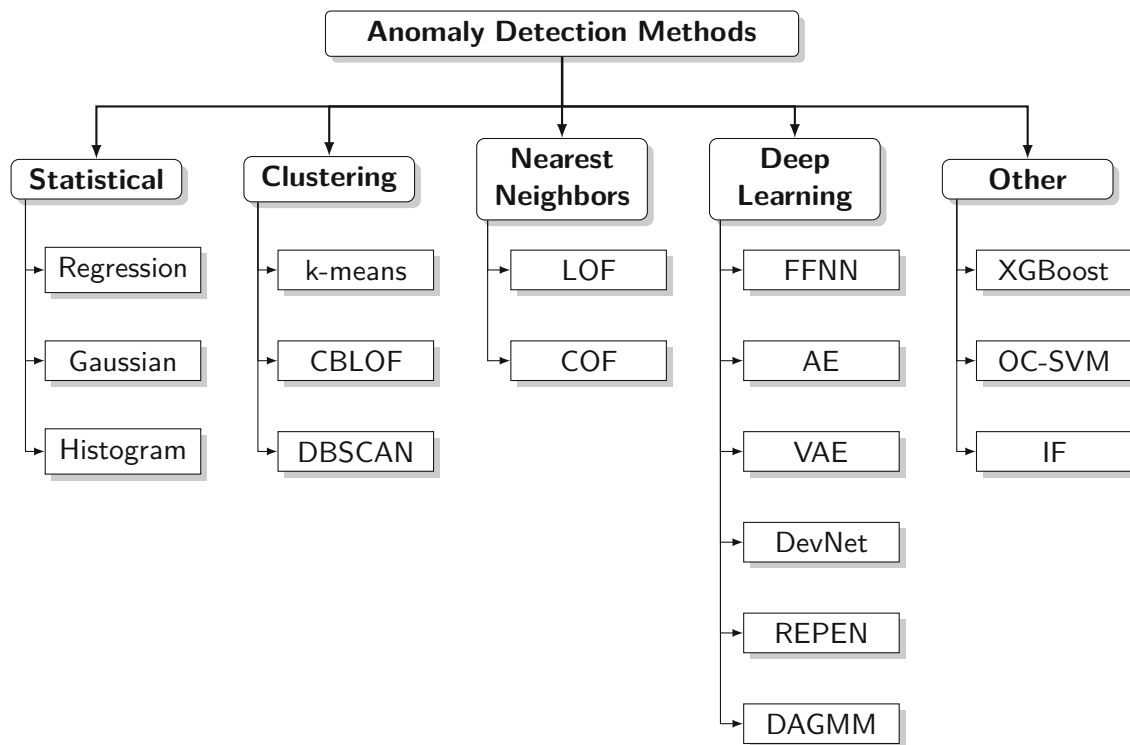 Anomaly Detection Methods
Statistical
Regression
Gaussian
Histogram
Clustering
k-means
CBLOF
DBSCAN
Nearest
Neighbors
LOF
COF
Deep
Learning
FFNN
AE
VAE
DevNet
REPEN
DAGMM
Other
XGBoost
OC-SVM
IF